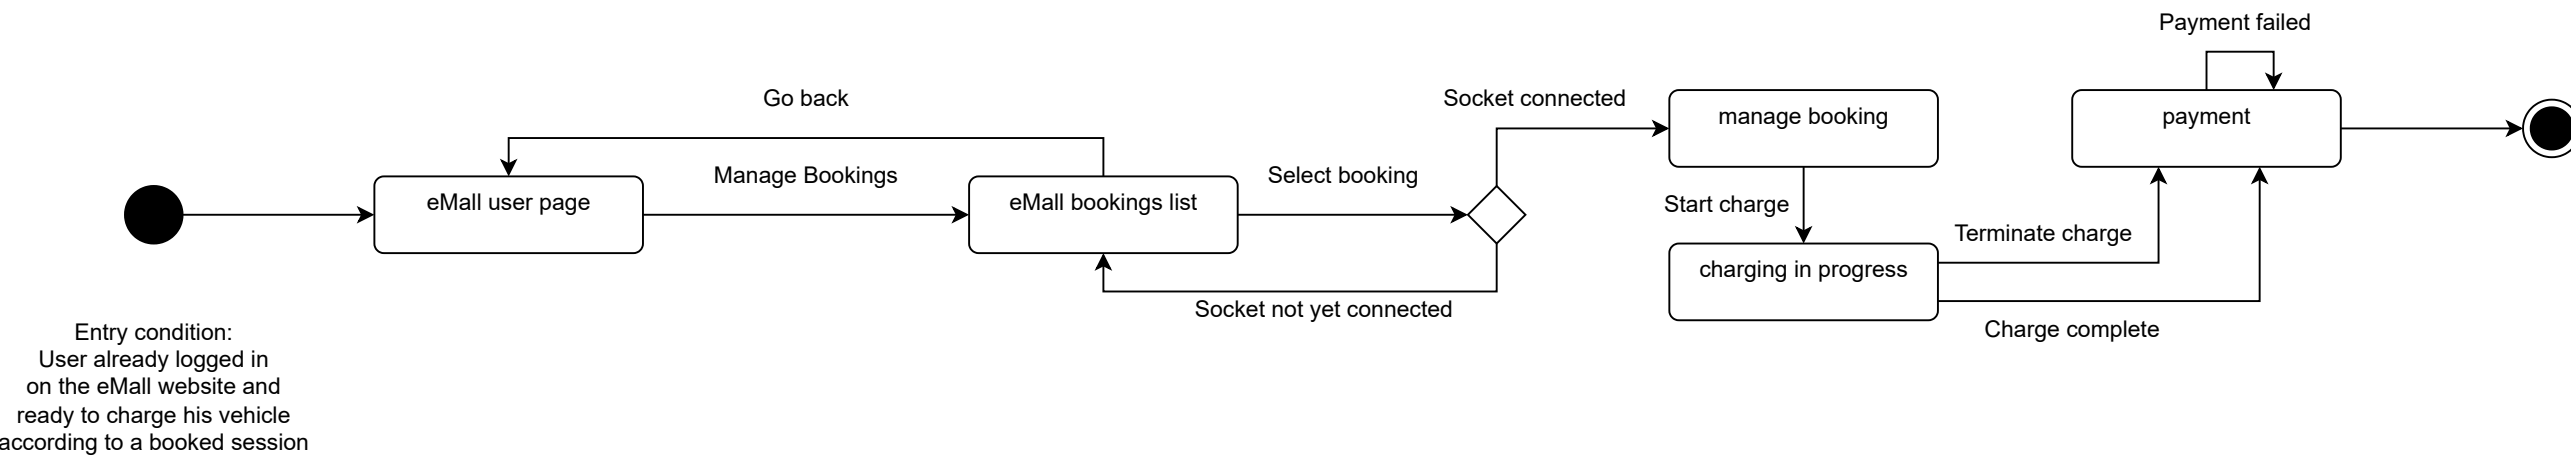 Payment failed
Go back
Socket connected
manage booking
payment
Manage Bookings
Select booking
eMall user page
eMall bookings list
Start charge
Terminate charge
charging in progress
Socket not yet connected
Charge complete
Entry condition:
User already logged in
on the eMall website and
ready to charge his vehicle
according to a booked session